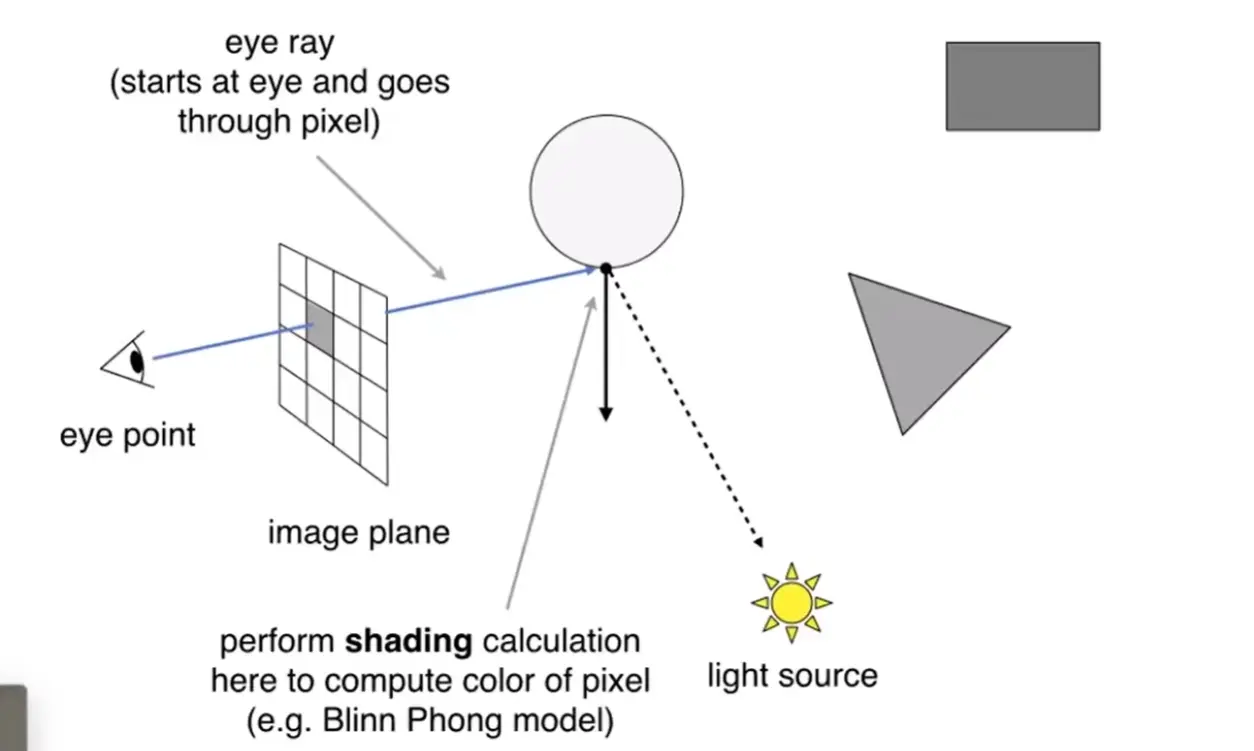 eye ray
(starts at eye and goes
through pixel)
eye point
image plane
perform shading calculation
here to compute color of pixel
(e.g. Blinn Phong model)
light source